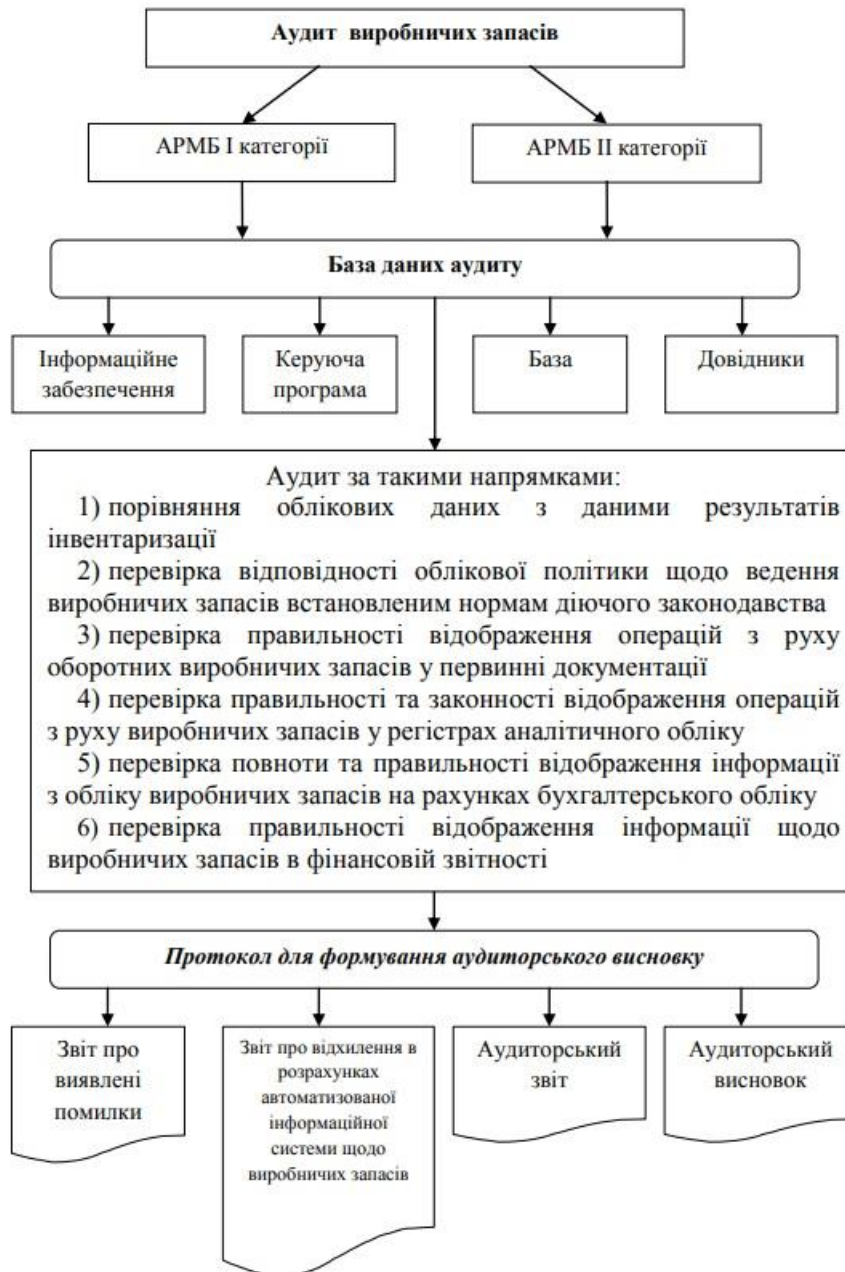 Аудит виробничих запасів
АРМБ І категорії
АРМБ ІІ категорії
База даних аудиту
Інформаційне
забезпечення
Керуюча
програма
База
Довідники
Аудит за такими напрямками:
1) порівняння облікових даних з даними результатів
інвентаризації
2) перевірка відповідності облікової політики щодо ведення
виробничих запасів встановленим нормам діючого законодавства
3) перевірка правильності відображення операцій з руху
оборотних виробничих запасів у первинні документації
4) перевірка правильності та законності відображення операцій
з руху виробничих запасів у регістрах аналітичного обліку
5) перевірка повноти та правильності відображення інформації
з обліку виробничих запасів на рахунках бухгалтерського обліку
6) перевірка правильності відображення інформації щодо
виробничих запасів в фінансовій звітності
Протокол для формування аудиторського висновку
Звіт про
виявлені
помилки
Звіт про відхилення в
розрахунках
автоматизованої
інформаційної
системи щодо
виробничих запасів
Аудиторський
звіт
Аудиторський
висновок